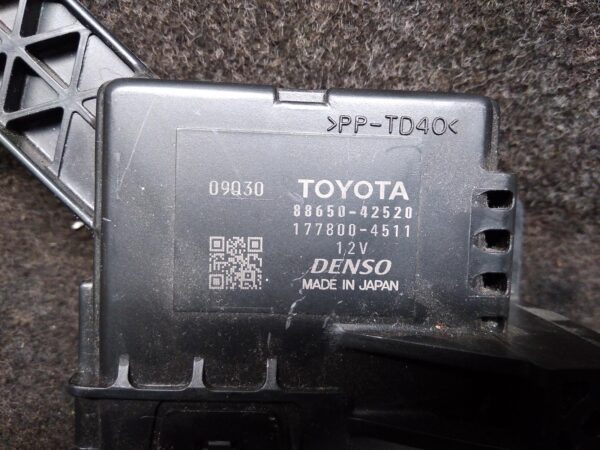 >PP-TD40<
09Q30 TOYOTA
88650-42520
177800-4511
12V
DENSO
MADE IN JAPAN